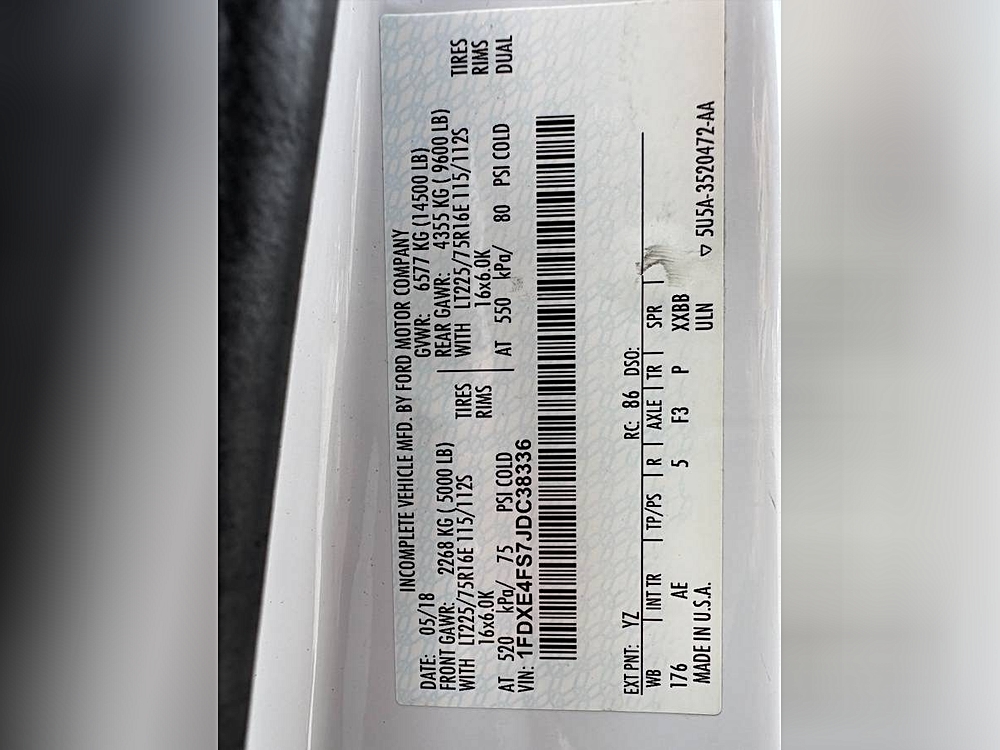 INCOMPLETE VEHICLE MFD. BY FORD MOTOR COMPANY
DATE: 05/18 GVWR: 6577 KG (14500 LB)
FRONT GAWR: 2268 KG ( 5000 LB) REAR GAWR: 4355 KG ( 9600 LB)
WITH LT225/75R16E 115/112S TIRES WITH LT225/75R16E 115/112S TIRES
16x6.0K RIMS 16x6.0K RIMS
AT 520 kPa/ 75 PSI COLD AT 550 kPa/ 80 PSI COLD DUAL
VIN: 1FDXE4FS7JDC38336
EXT PNT: YZ RC: 86 DSO:
WB INT TR TP/PS R AXLE TR SPR
176 AE 5 F3 P XXBB
MADE IN U.S.A. ULN
▽ 5U5A-3520472-AA